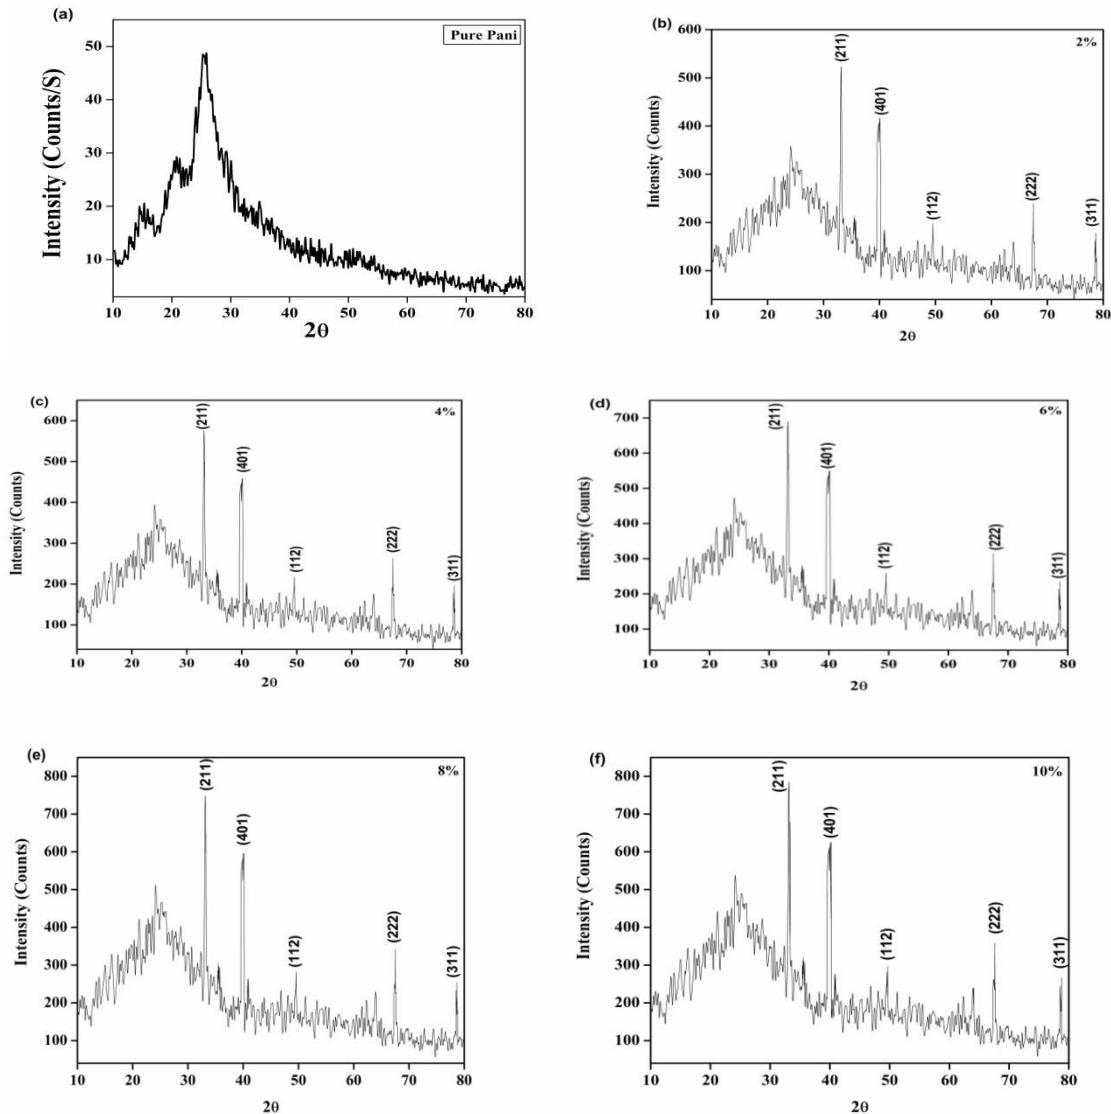 (a)
Pure Pani
Intensity (Counts/S)
50
40
30
20
10
10 20 30 40 50 60 70 80
2θ
(b)
2%
Intensity (Counts)
600
500
400
300
200
100
(211)
(401)
(112)
(222)
(311)
10 20 30 40 50 60 70 80
2θ
(c)
4%
Intensity (Counts)
600
500
400
300
200
100
(211)
(401)
(112)
(222)
(311)
10 20 30 40 50 60 70 80
2θ
(d)
6%
Intensity (Counts)
700
600
500
400
300
200
100
(211)
(401)
(112)
(222)
(311)
10 20 30 40 50 60 70 80
2θ
(e)
8%
Intensity (Counts)
800
700
600
500
400
300
200
100
(211)
(401)
(112)
(222)
(311)
10 20 30 40 50 60 70 80
2θ
(f)
10%
Intensity (Counts)
800
700
600
500
400
300
200
100
(211)
(401)
(112)
(222)
(311)
10 20 30 40 50 60 70 80
2θ